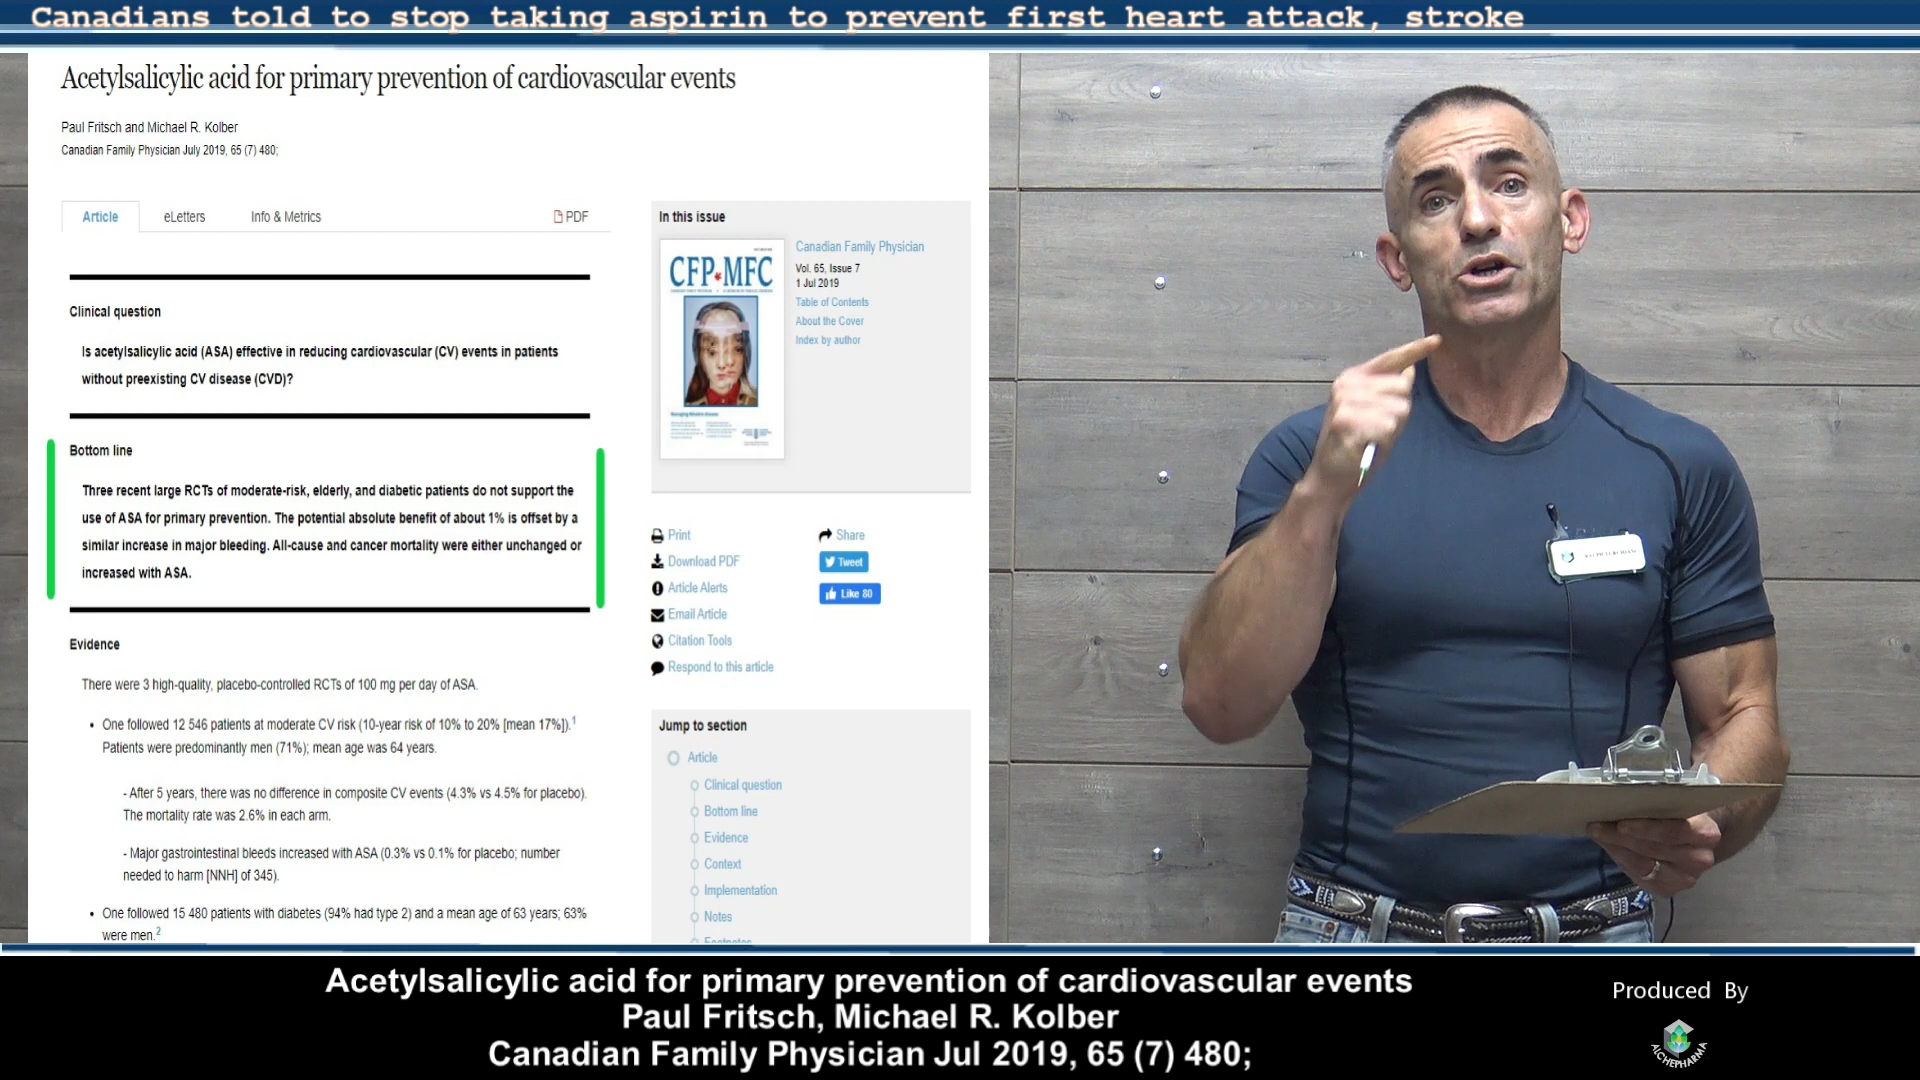 Canadians told to stop taking aspirin to prevent first heart attack, stroke
Acetylsalicylic acid for primary prevention of cardiovascular events
Paul Fritsch and Michael R. Kolber
Canadian Family Physician July 2019, 65 (7) 480;
Article
eLetters
Info & Metrics
PDF
Clinical question
Is acetylsalicylic acid (ASA) effective in reducing cardiovascular (CV) events in patients
without preexisting CV disease (CVD)?
Bottom line
Three recent large RCTs of moderate-risk, elderly, and diabetic patients do not support the
use of ASA for primary prevention. The potential absolute benefit of about 1% is offset by a
similar increase in major bleeding. All-cause and cancer mortality were either unchanged or
increased with ASA.
Evidence
There were 3 high-quality, placebo-controlled RCTs of 100 mg per day of ASA.
• One followed 12 546 patients at moderate CV risk (10-year risk of 10% to 20% [mean 17%]).1
Patients were predominantly men (71%); mean age was 64 years.
- After 5 years, there was no difference in composite CV events (4.3% vs 4.5% for placebo).
The mortality rate was 2.6% in each arm.
- Major gastrointestinal bleeds increased with ASA (0.3% vs 0.1% for placebo; number
needed to harm [NNH] of 345).
• One followed 15 480 patients with diabetes (94% had type 2) and a mean age of 63 years; 63%
were men.2
In this issue
CFP MFC
Canadian Family Physician
Vol. 65, Issue 7
1 Jul 2019
Table of Contents
About the Cover
Index by author
Print
Download PDF
Article Alerts
Email Article
Citation Tools
Respond to this article
Share
Tweet
Like 80
Jump to section
Article
Clinical question
Bottom line
Evidence
Context
Implementation
Notes
Footnotes
Acetylsalicylic acid for primary prevention of cardiovascular events
Paul Fritsch, Michael R. Kolber
Canadian Family Physician Jul 2019, 65 (7) 480;
Produced By
ALCHEPHARMA